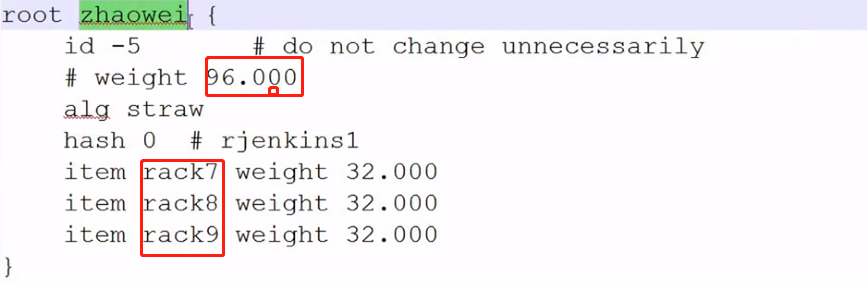 root zhaowei {
id -5 # do not change unnecessarily
# weight 96.000
alg straw
hash 0 # rjenkins1
item rack7 weight 32.000
item rack8 weight 32.000
item rack9 weight 32.000
}